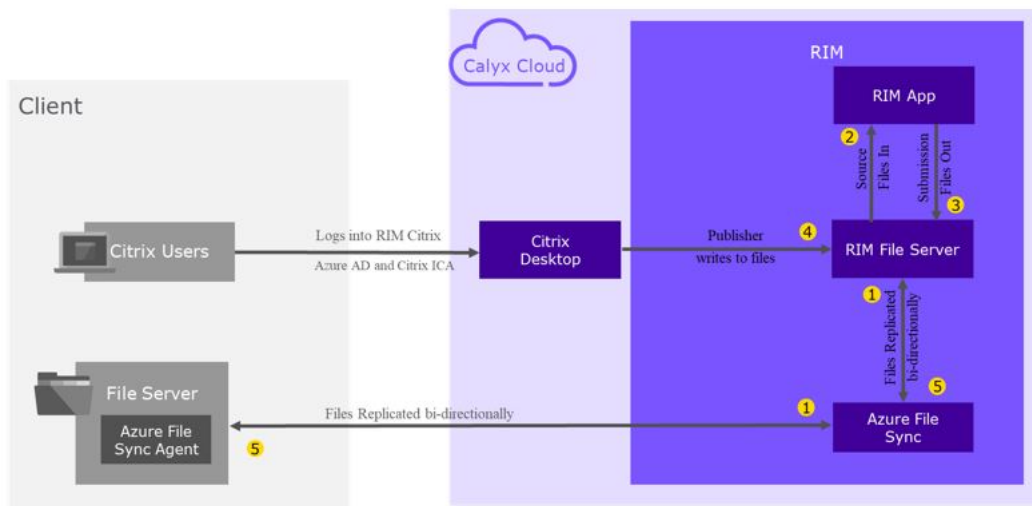 Calyx Cloud
RIM
Client
RIM App
2
Source
Files In
Submission
Files Out
3
Citrix Users
Logs into RIM Citrix
Azure AD and Citrix ICA
Citrix
Desktop
Publisher
writes to files
4
RIM File Server
1
Files Replicated
bi-directionally
5
File Server
Azure File
Sync Agent
5
Files Replicated bi-directionally
1
Azure File
Sync